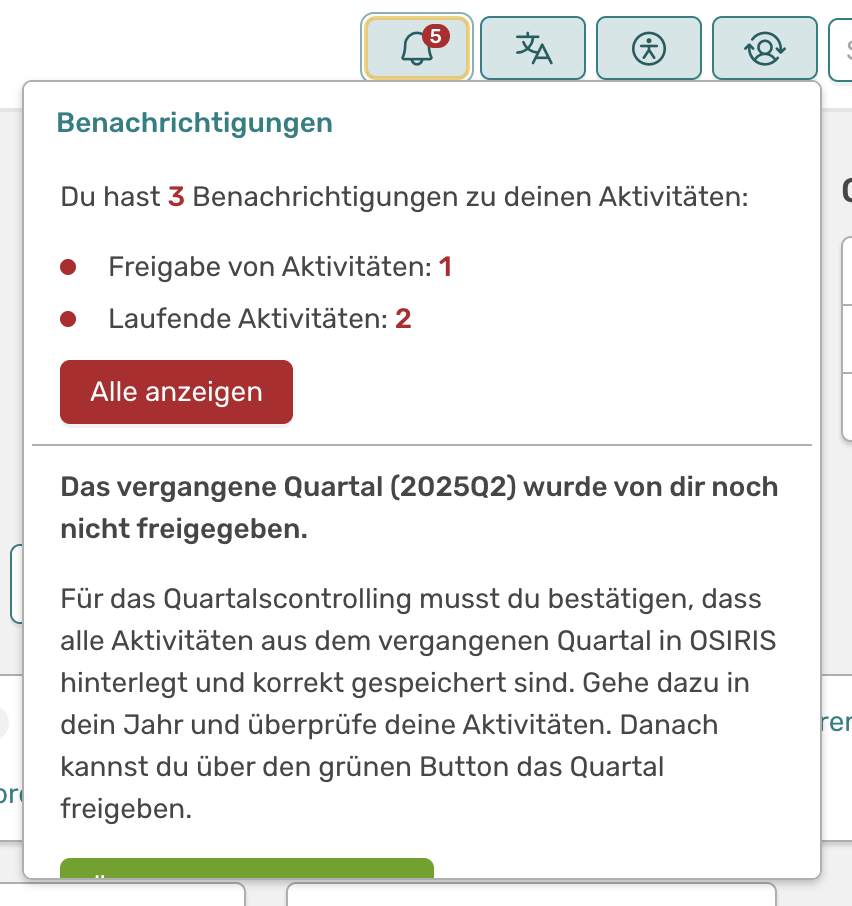 5
Benachrichtigungen
Du hast 3 Benachrichtigungen zu deinen Aktivitäten:
Freigabe von Aktivitäten: 1
Laufende Aktivitäten: 2
Alle anzeigen
Das vergangene Quartal (2025Q2) wurde von dir noch
nicht freigegeben.
Für das Quartalscontrolling musst du bestätigen, dass
alle Aktivitäten aus dem vergangenen Quartal in OSIRIS
hinterlegt und korrekt gespeichert sind. Gehe dazu in
dein Jahr und überprüfe deine Aktivitäten. Danach
kannst du über den grünen Button das Quartal
freigeben.